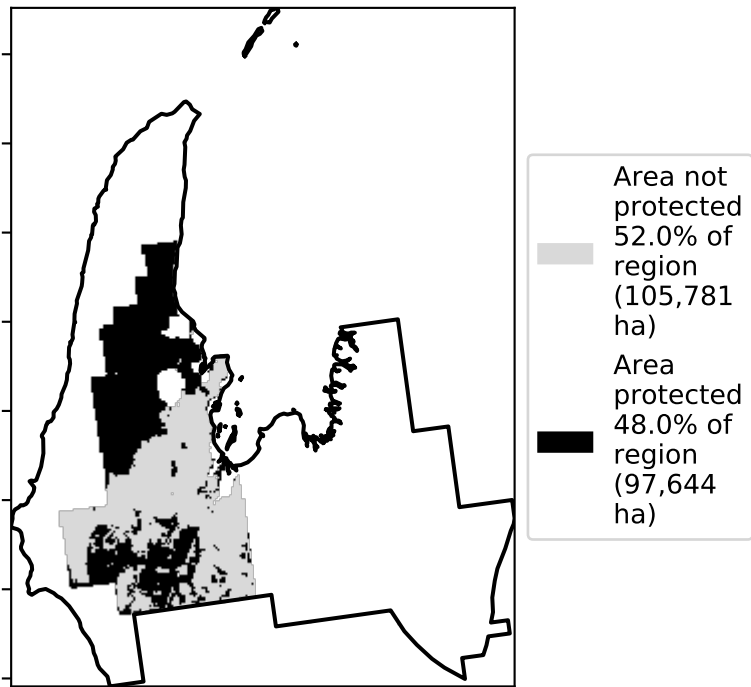 Area not
protected
52.0% of
region
(105,781
ha)
Area
protected
48.0% of
region
(97,644
ha)